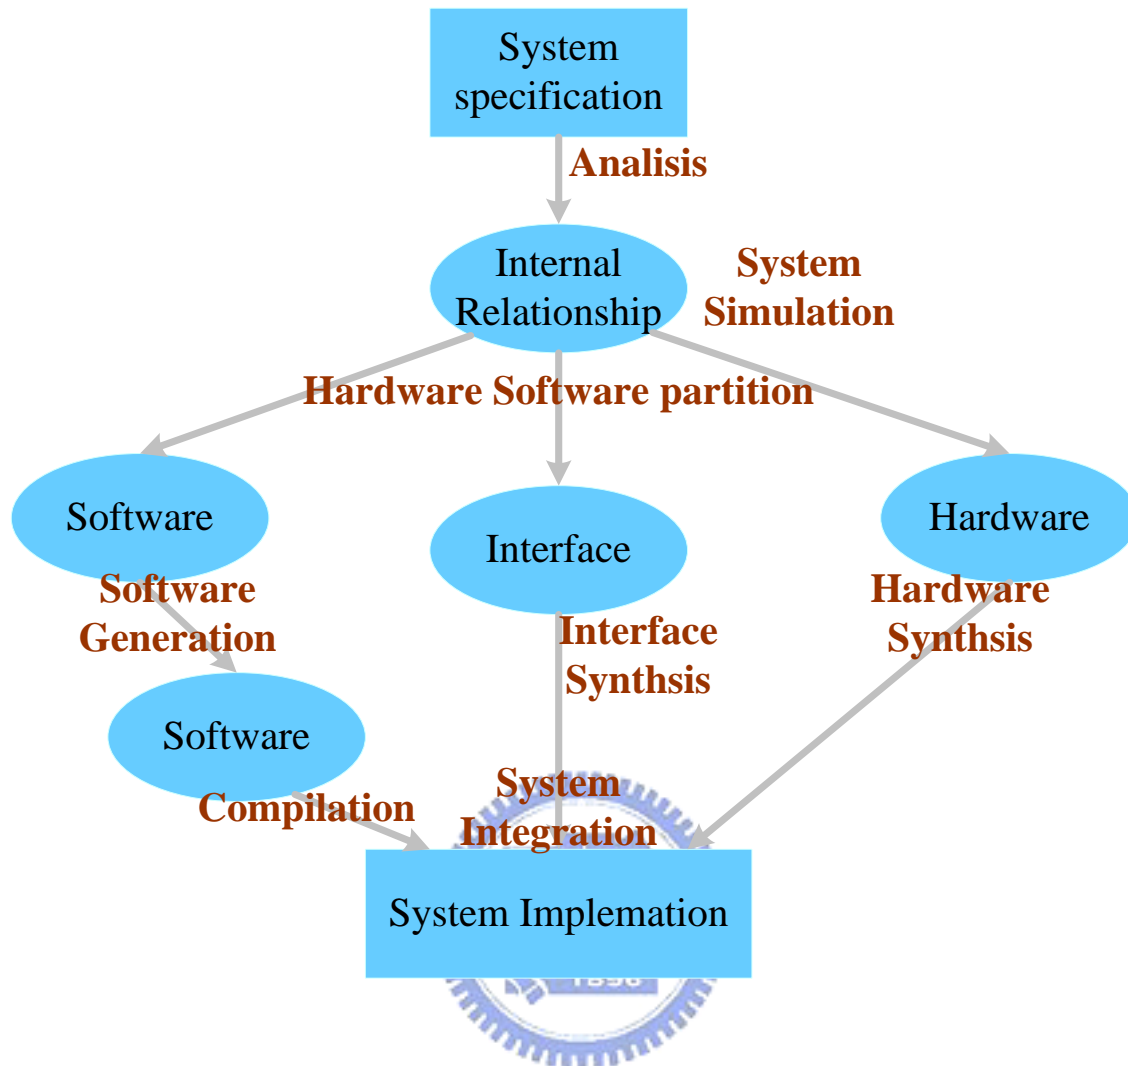 System
specification
Analisis
Internal
Relationship
System
Simulation
Hardware Software partition
Software
Interface
Hardware
Software
Generation
Interface
Synthsis
Hardware
Synthsis
Software
Compilation
System
Integration
System Implemation
1896